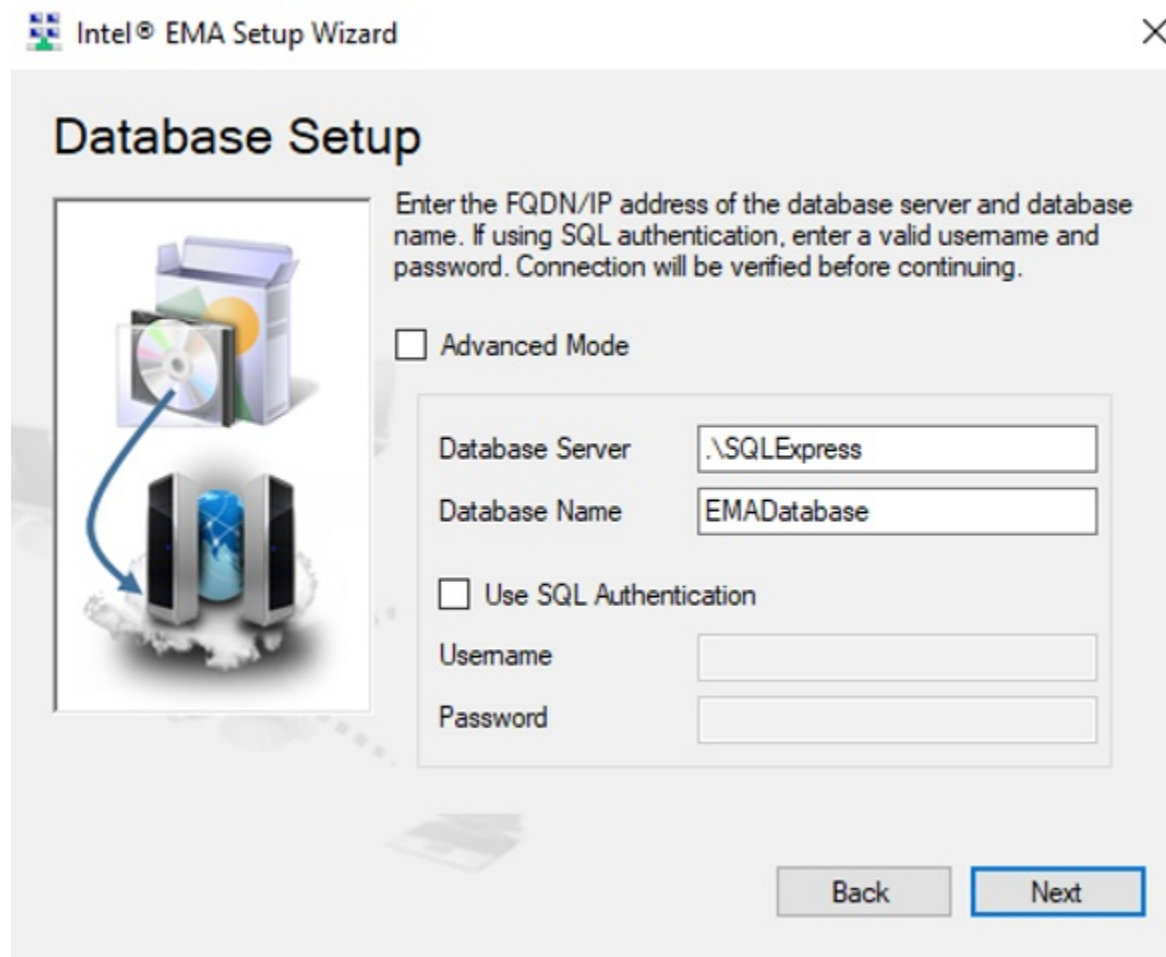 Intel® EMA Setup Wizard
Database Setup
Enter the FQDN/IP address of the database server and database
name. If using SQL authentication, enter a valid username and
password. Connection will be verified before continuing.
Advanced Mode
Database Server .\SQLExpress
Database Name EMADatabase
Use SQL Authentication
Username
Password
Back Next